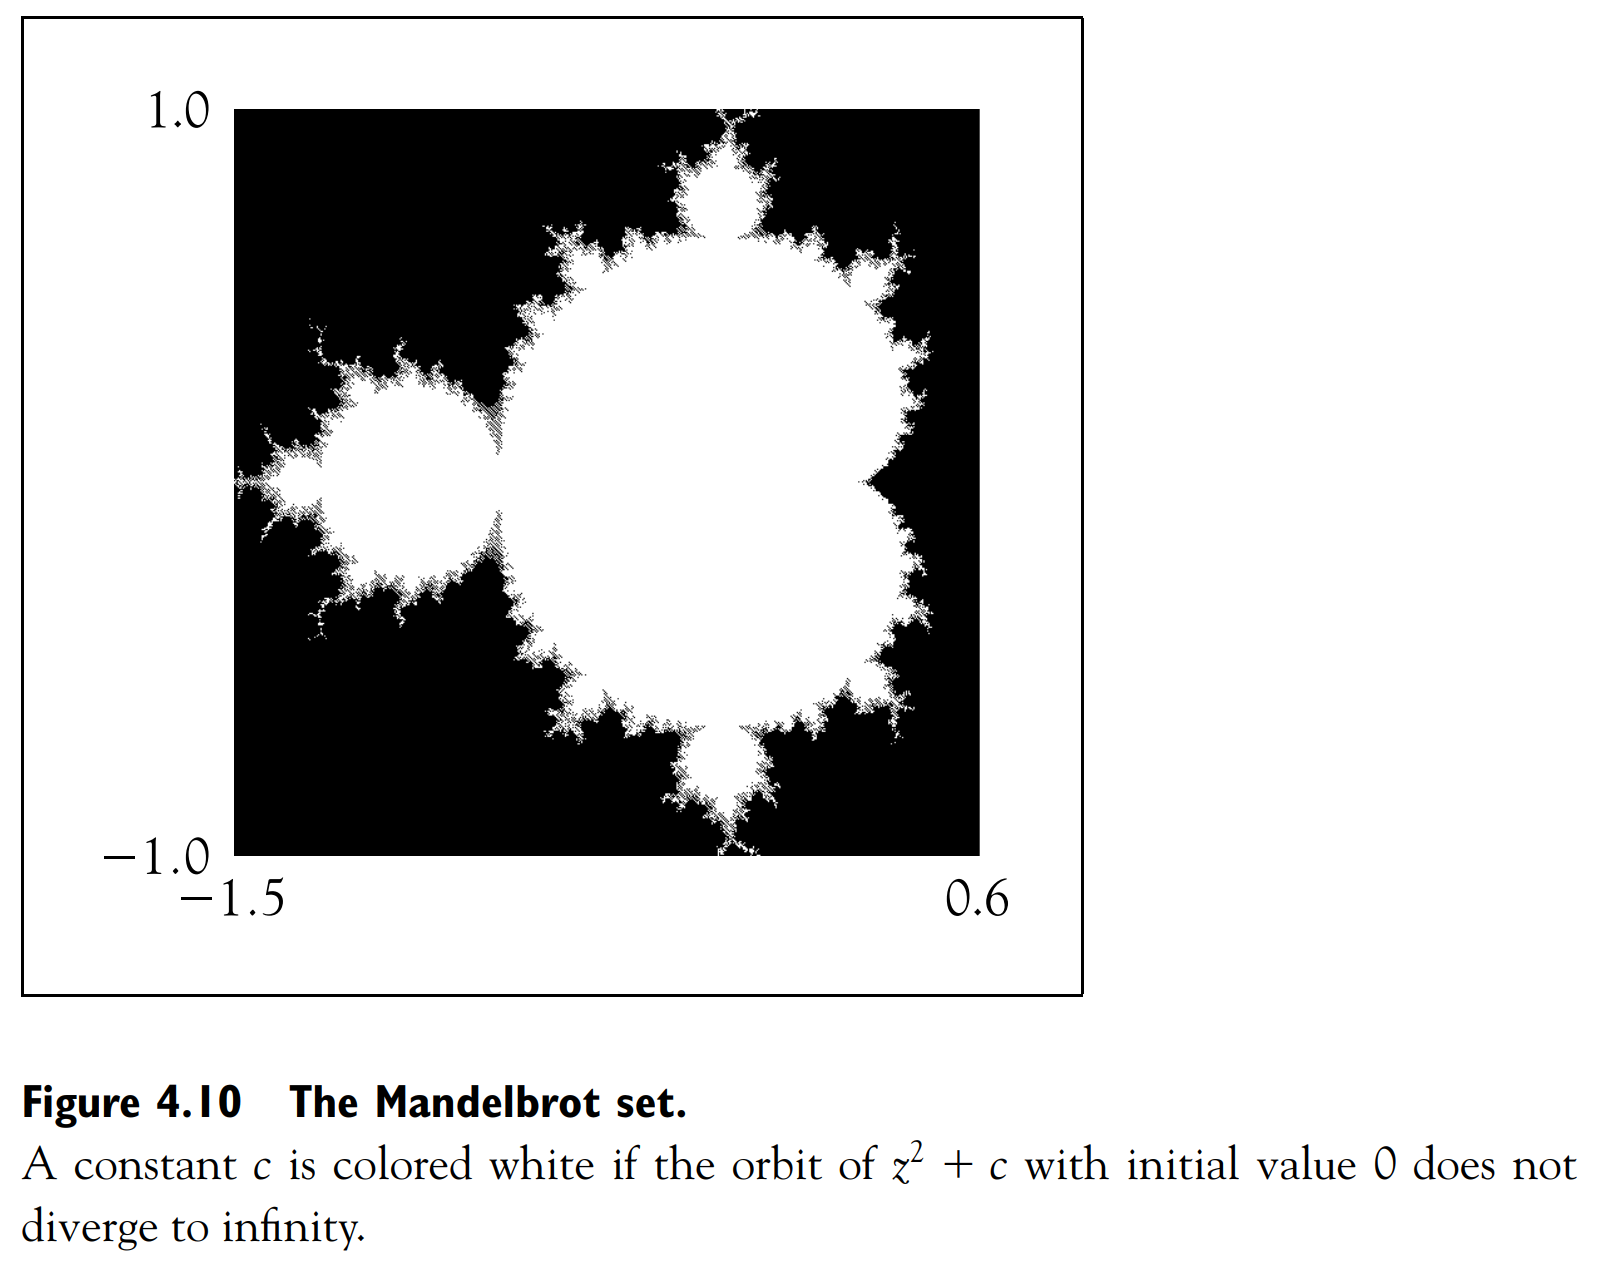 1.0
−1.0
−1.5 0.6
Figure 4.10 The Mandelbrot set.
A constant c is colored white if the orbit of z² + c with initial value 0 does not
diverge to infinity.